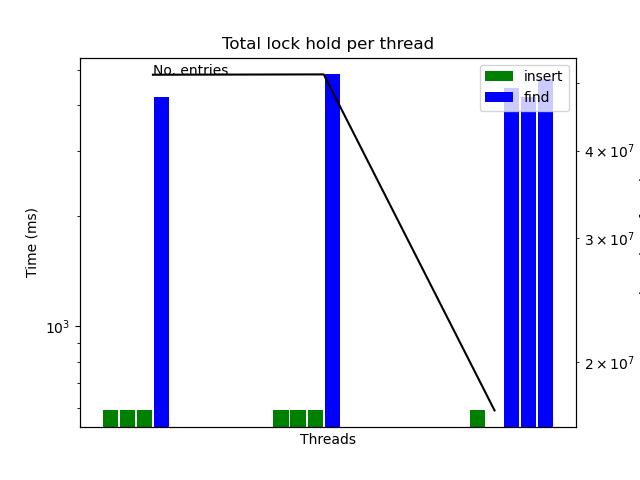 Total lock hold per thread
No. entries
insert
find
Time (ms)
10³
4 × 10⁷
3 × 10⁷
2 × 10⁷
Threads